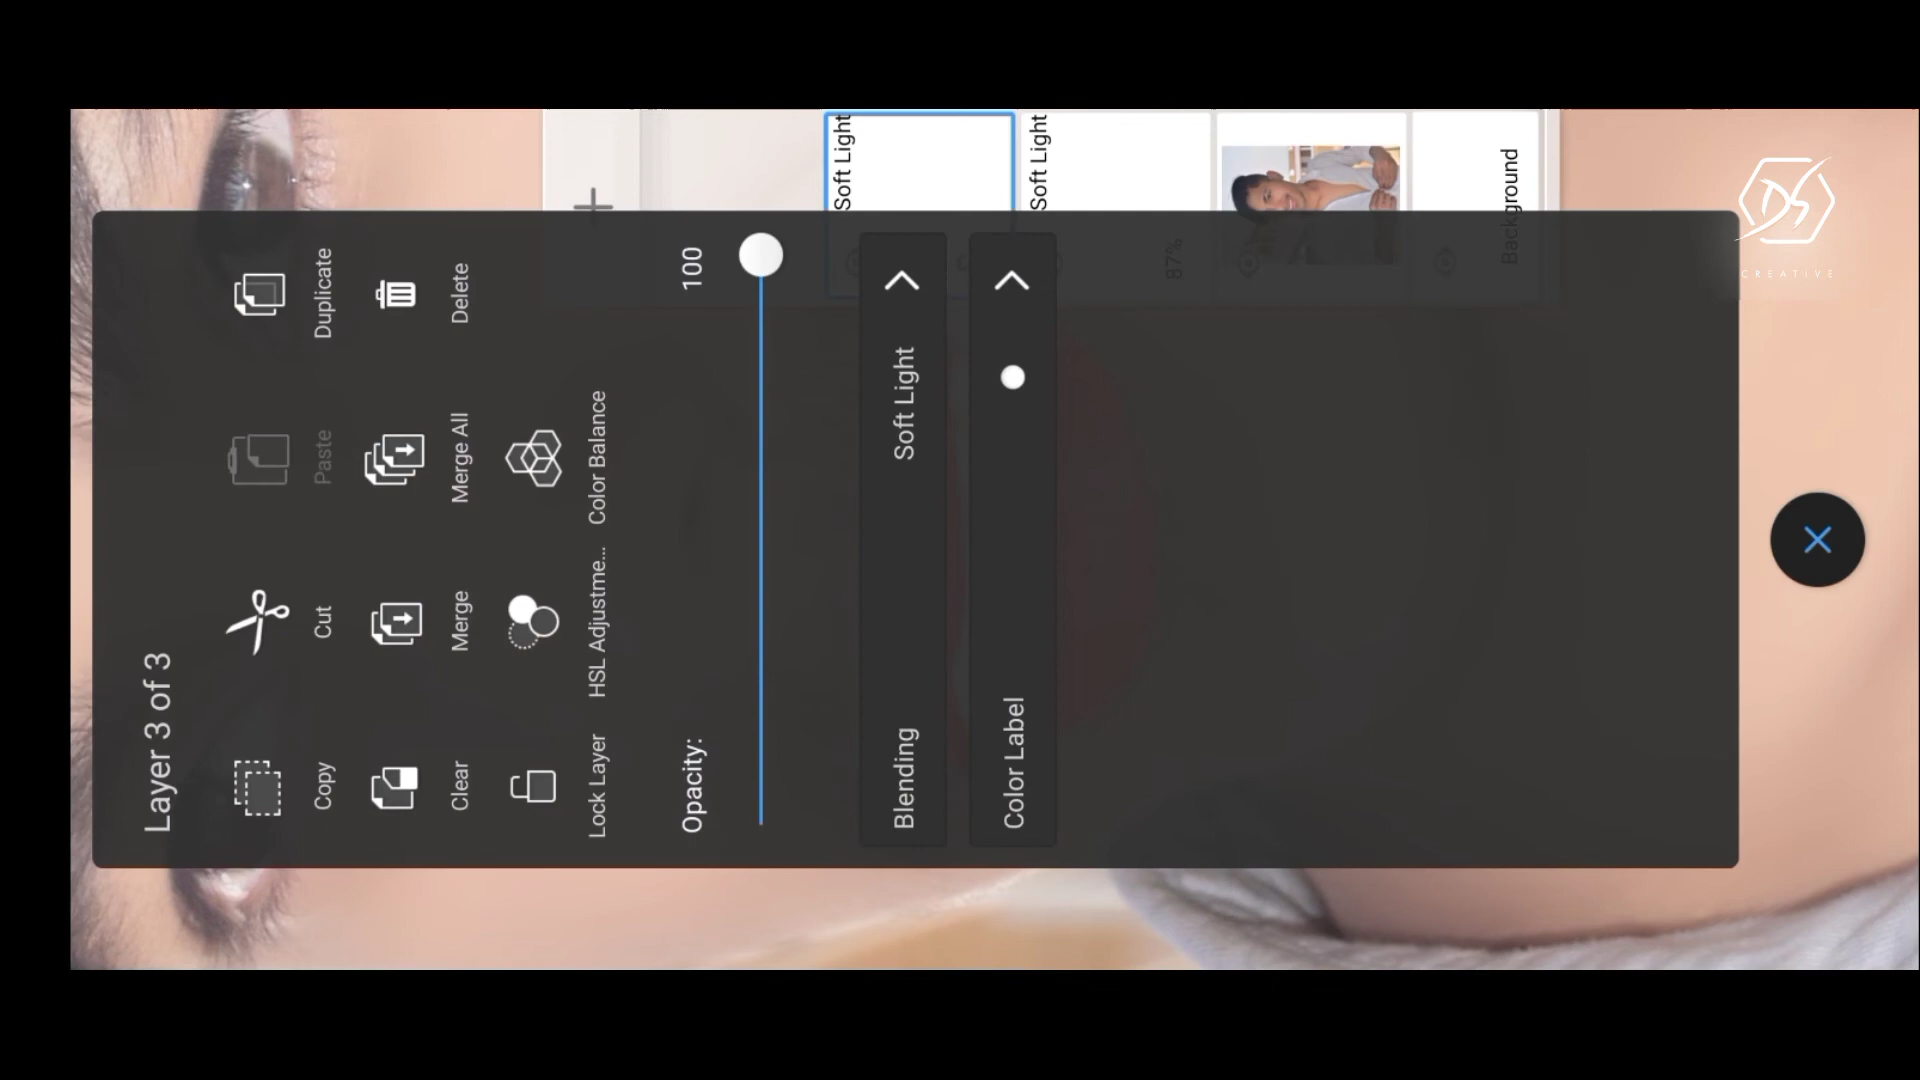 Layer 3 of 3
Copy
Cut
Paste
Duplicate
Clear
Merge
Merge All
Delete
Lock Layer
HSL Adjustme...
Color Balance
Opacity:
100
Blending
Soft Light
Color Label
Soft Light
Soft Light
87%
Background
DS
CREATIVE